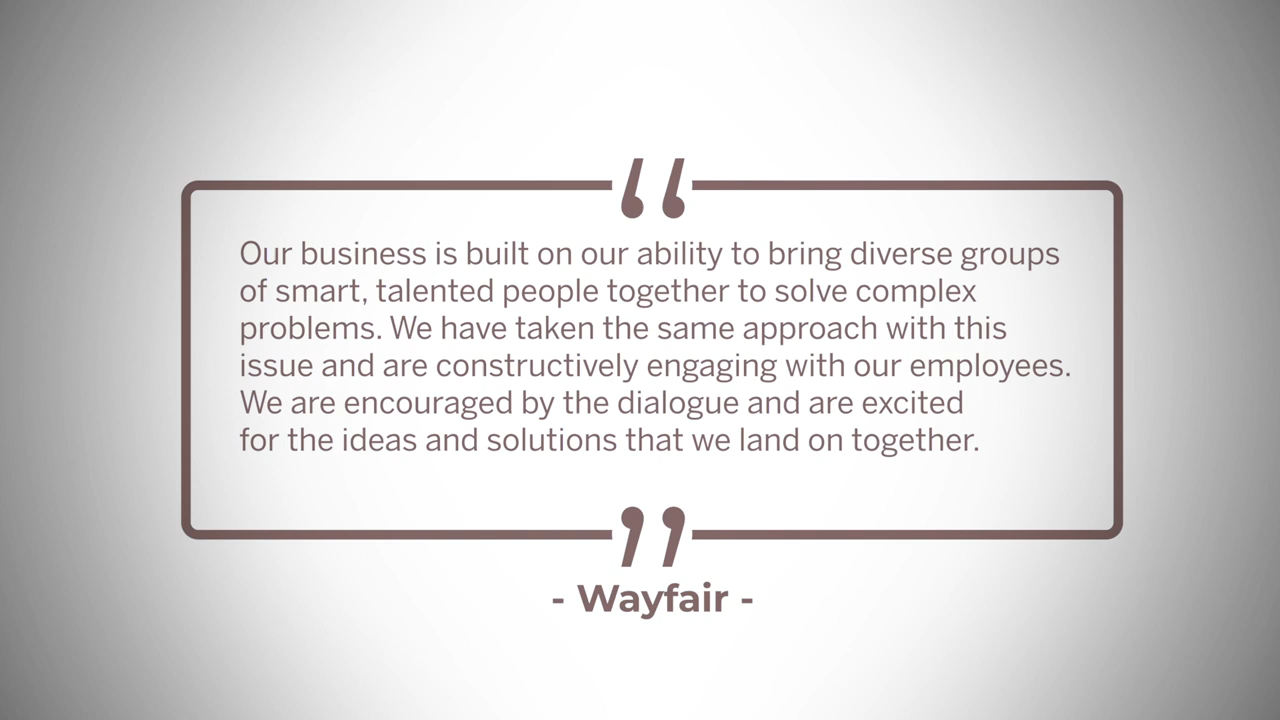 “
Our business is built on our ability to bring diverse groups
of smart, talented people together to solve complex
problems. We have taken the same approach with this
issue and are constructively engaging with our employees.
We are encouraged by the dialogue and are excited
for the ideas and solutions that we land on together.
”
- Wayfair -